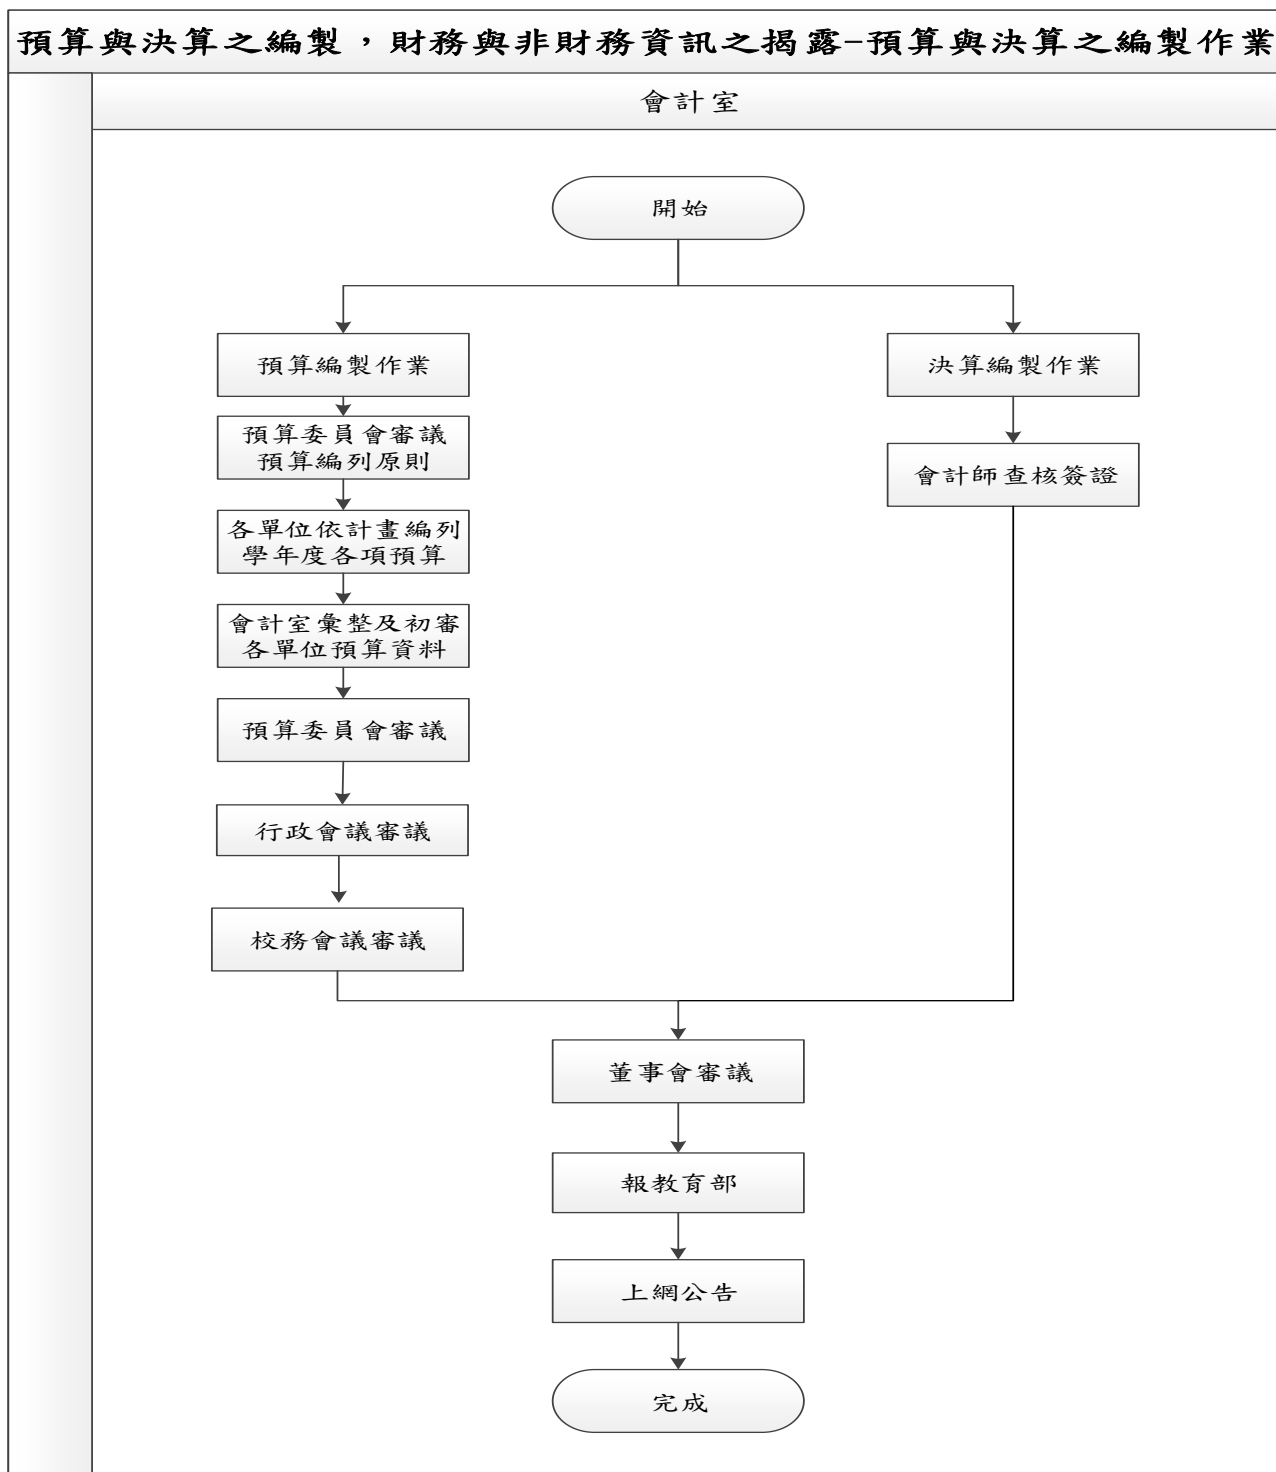 預算與決算之編製，財務與非財務資訊之揭露-預算與決算之編製作業
會計室
開始
預算編製作業
預算委員會審議
預算編列原則
各單位依計畫編列
學年度各項預算
會計室彙整及初審
各單位預算資料
預算委員會審議
行政會議審議
校務會議審議
決算編製作業
會計師查核簽證
董事會審議
報教育部
上網公告
完成